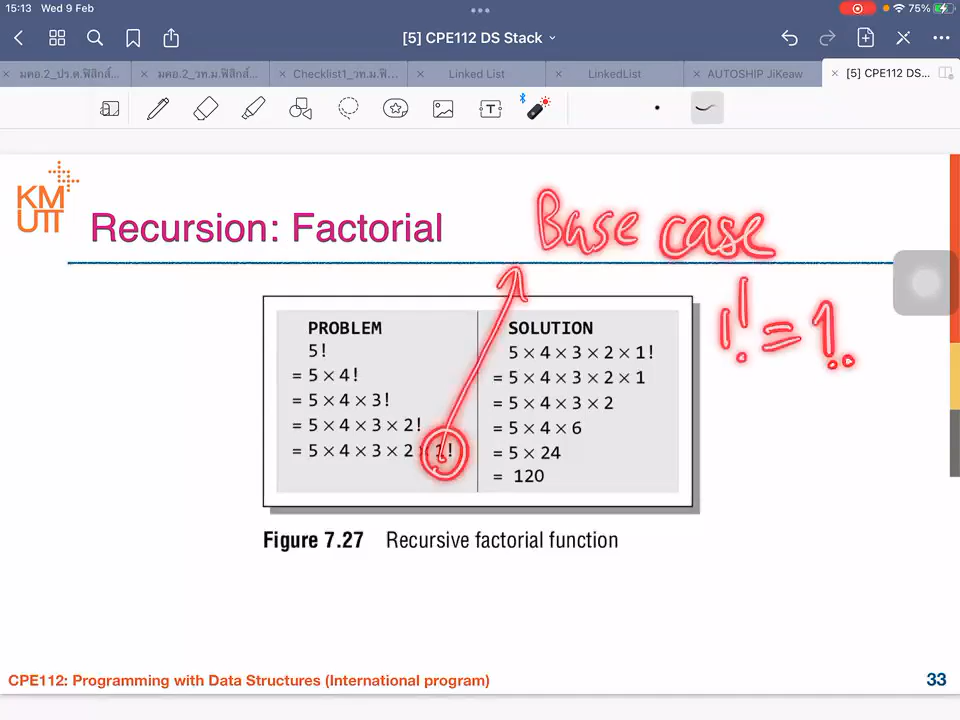 15:13 Wed 9 Feb
75%
[5] CPE112 DS Stack
มคอ.2_ปร.ด.ฟิสิกส์...
มคอ.2_วท.ม.ฟิสิกส์...
Checklist1_วท.ม.ฟิ...
Linked List
LinkedList
AUTOSHIP JiKeaw
[5] CPE112 DS...
KM
UTT
Recursion: Factorial
Base case
1! = 1.
PROBLEM
5!
= 5 × 4!
= 5 × 4 × 3!
= 5 × 4 × 3 × 2!
= 5 × 4 × 3 × 2 × 1!
SOLUTION
5 × 4 × 3 × 2 × 1!
= 5 × 4 × 3 × 2 × 1
= 5 × 4 × 3 × 2
= 5 × 4 × 6
= 5 × 24
= 120
Figure 7.27 Recursive factorial function
CPE112: Programming with Data Structures (International program)
33